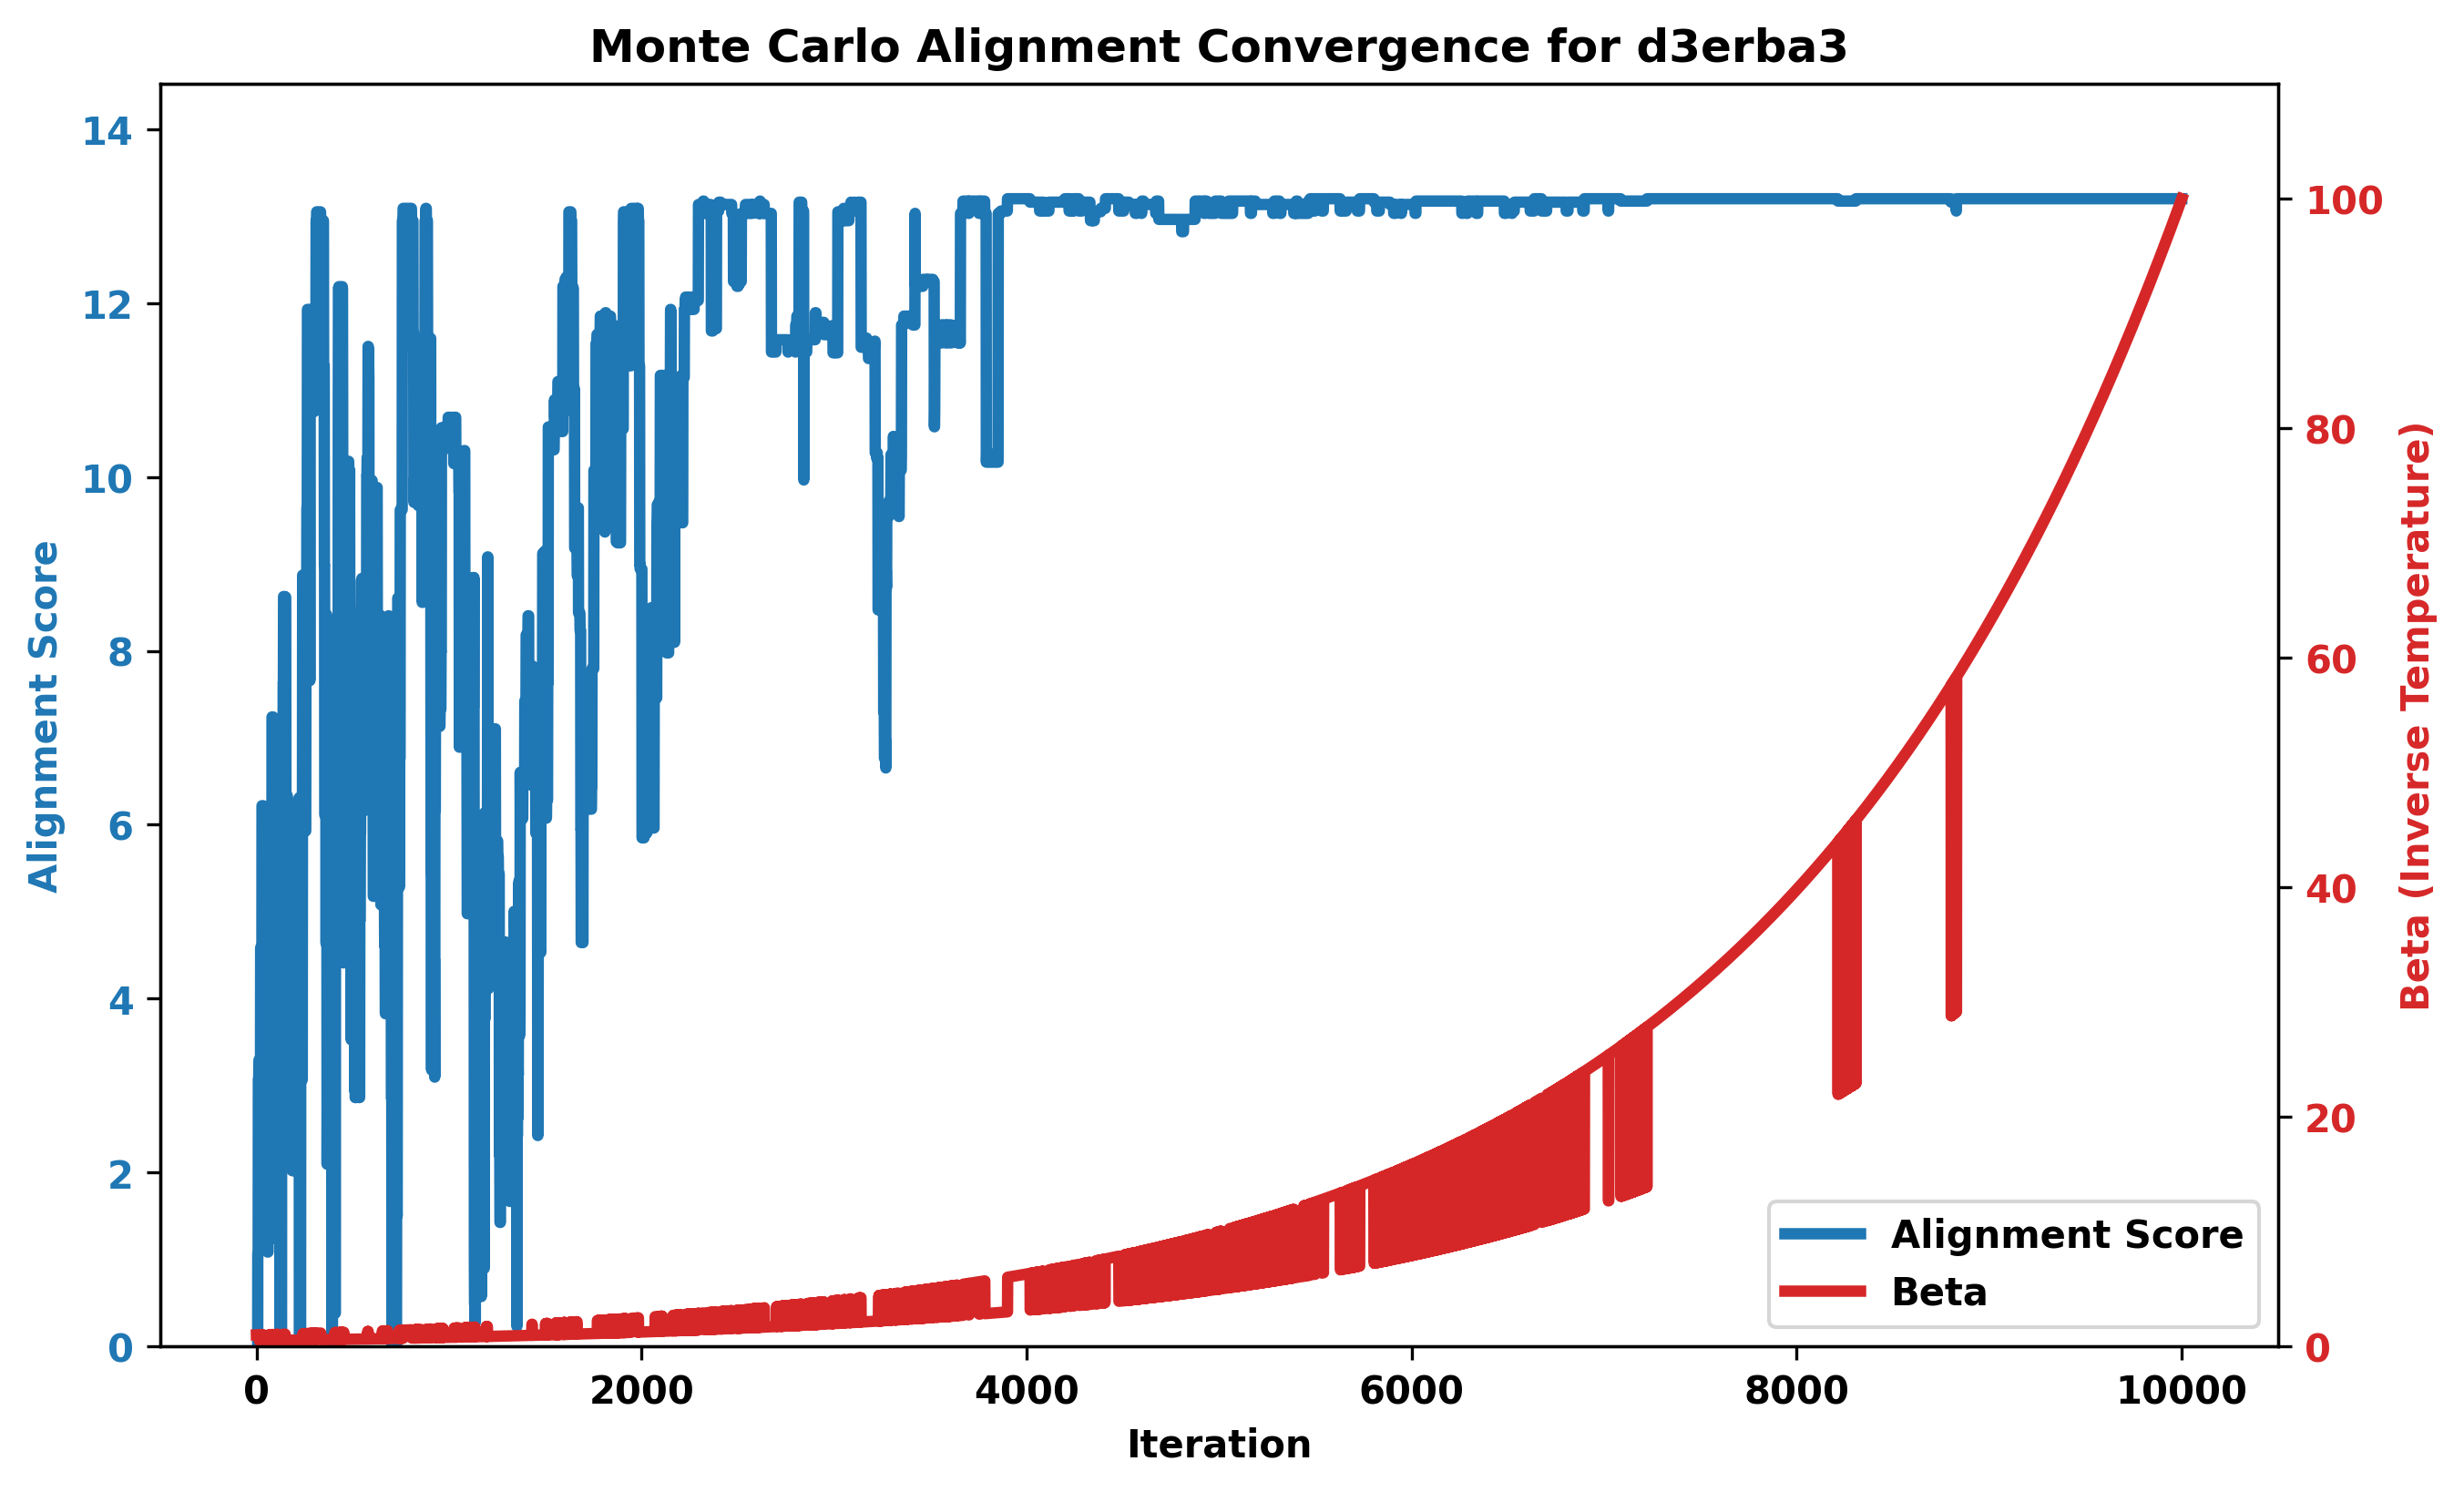 Monte Carlo Alignment Convergence for d3erba3
Alignment Score
14
12
10
8
6
4
2
0
100
80
60
40
20
0
Beta (Inverse Temperature)
Alignment Score
Beta
0 2000 4000 6000 8000 10000
Iteration